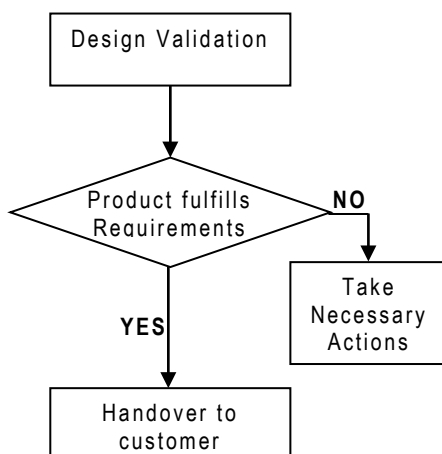 Design Validation
Product fulfills
Requirements
NO
Take
Necessary
Actions
YES
Handover to
customer